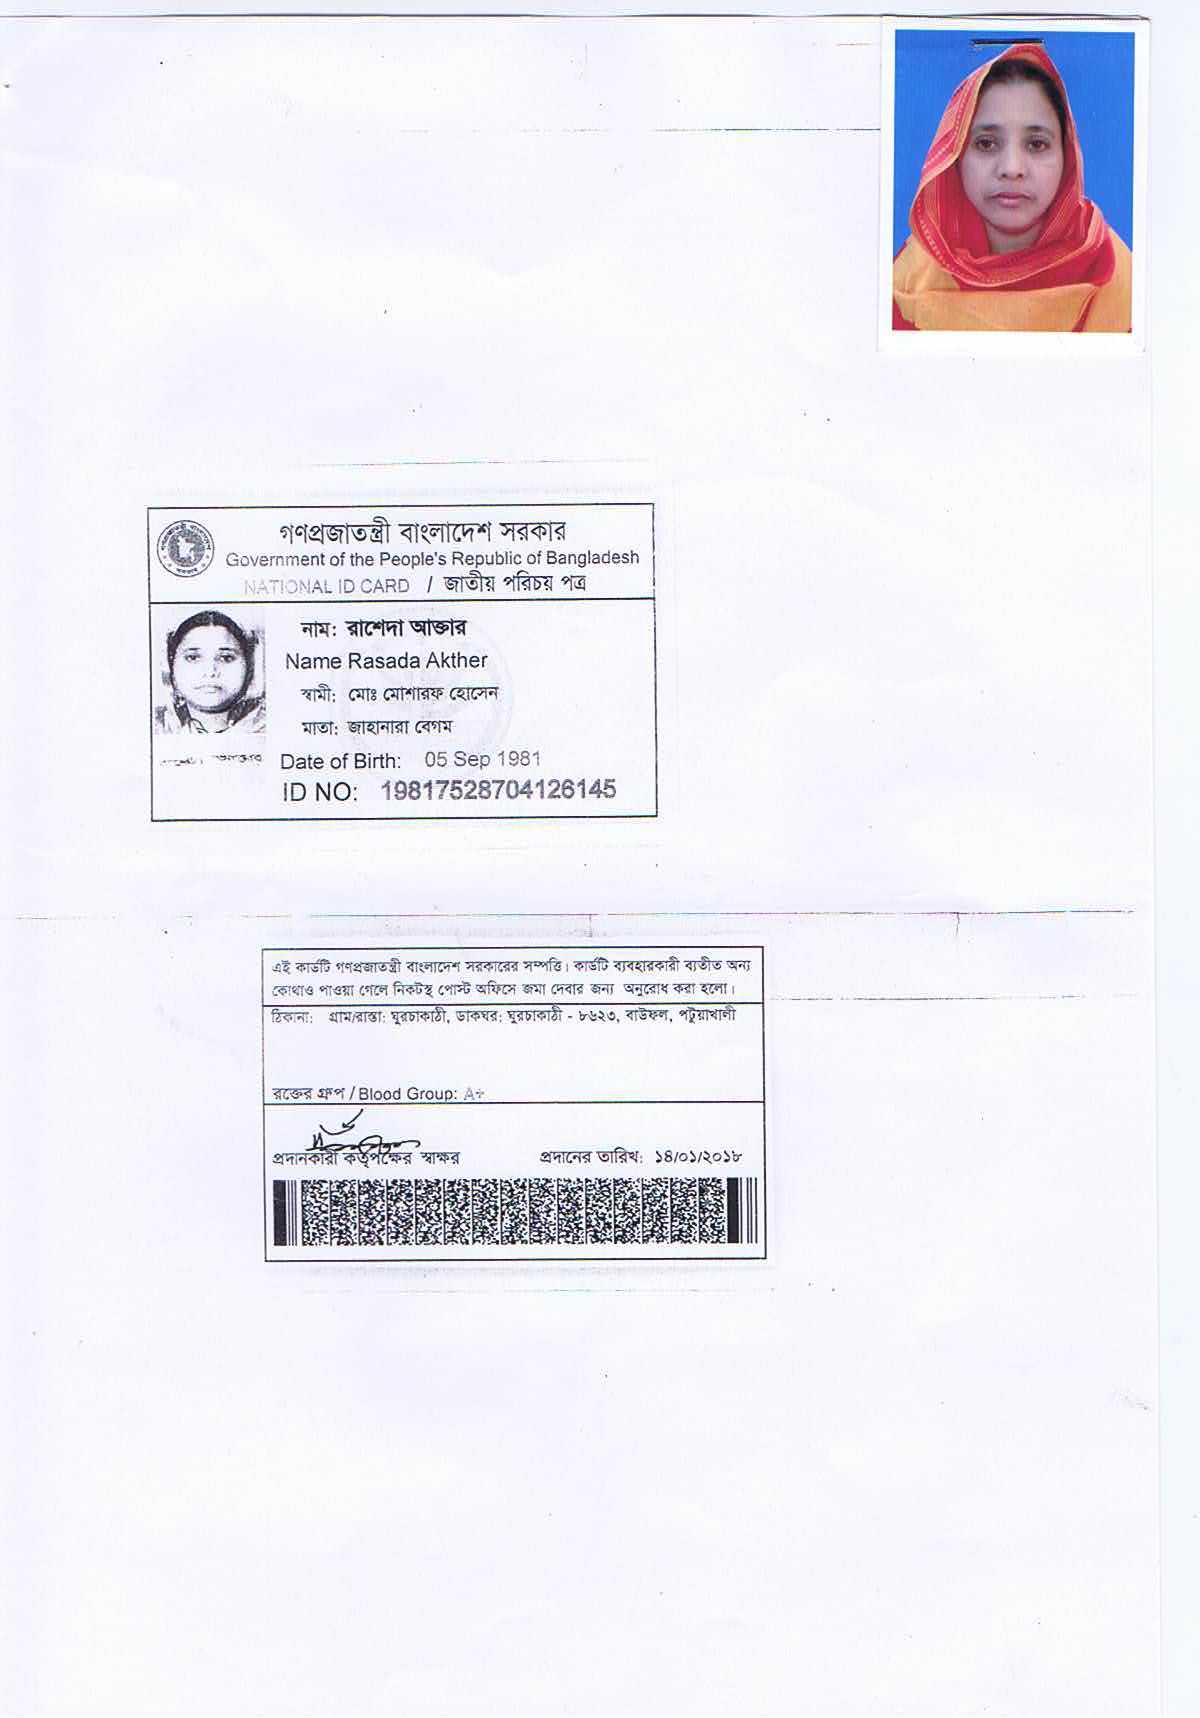 গণপ্রজাতন্ত্রী বাংলাদেশ সরকার
Government of the People's Republic of Bangladesh
NATIONAL ID CARD / জাতীয় পরিচয় পত্র
নাম: রাশেদা আক্তার
Name Rasada Akther
স্বামী: মোঃ মোশারফ হোসেন
মাতা: জাহানারা বেগম
Date of Birth: 05 Sep 1981
ID NO: 19817528704126145
এই কার্ডটি গণপ্রজাতন্ত্রী বাংলাদেশ সরকারের সম্পত্তি। কার্ডটি ব্যবহারকারী ব্যতীত অন্য
কোথাও পাওয়া গেলে নিকটস্থ পোস্ট অফিসে জমা দেবার জন্য অনুরোধ করা হলো।
ঠিকানা: গ্রাম/রাস্তা: ঘুরচাকাঠী, ডাকঘর: ঘুরচাকাঠী - ৮৬২৩, বাউফল, পটুয়াখালী
রক্তের গ্রুপ / Blood Group: A+
প্রদানকারী কর্তৃপক্ষের স্বাক্ষর প্রদানের তারিখ: ১৪/০১/২০১৮